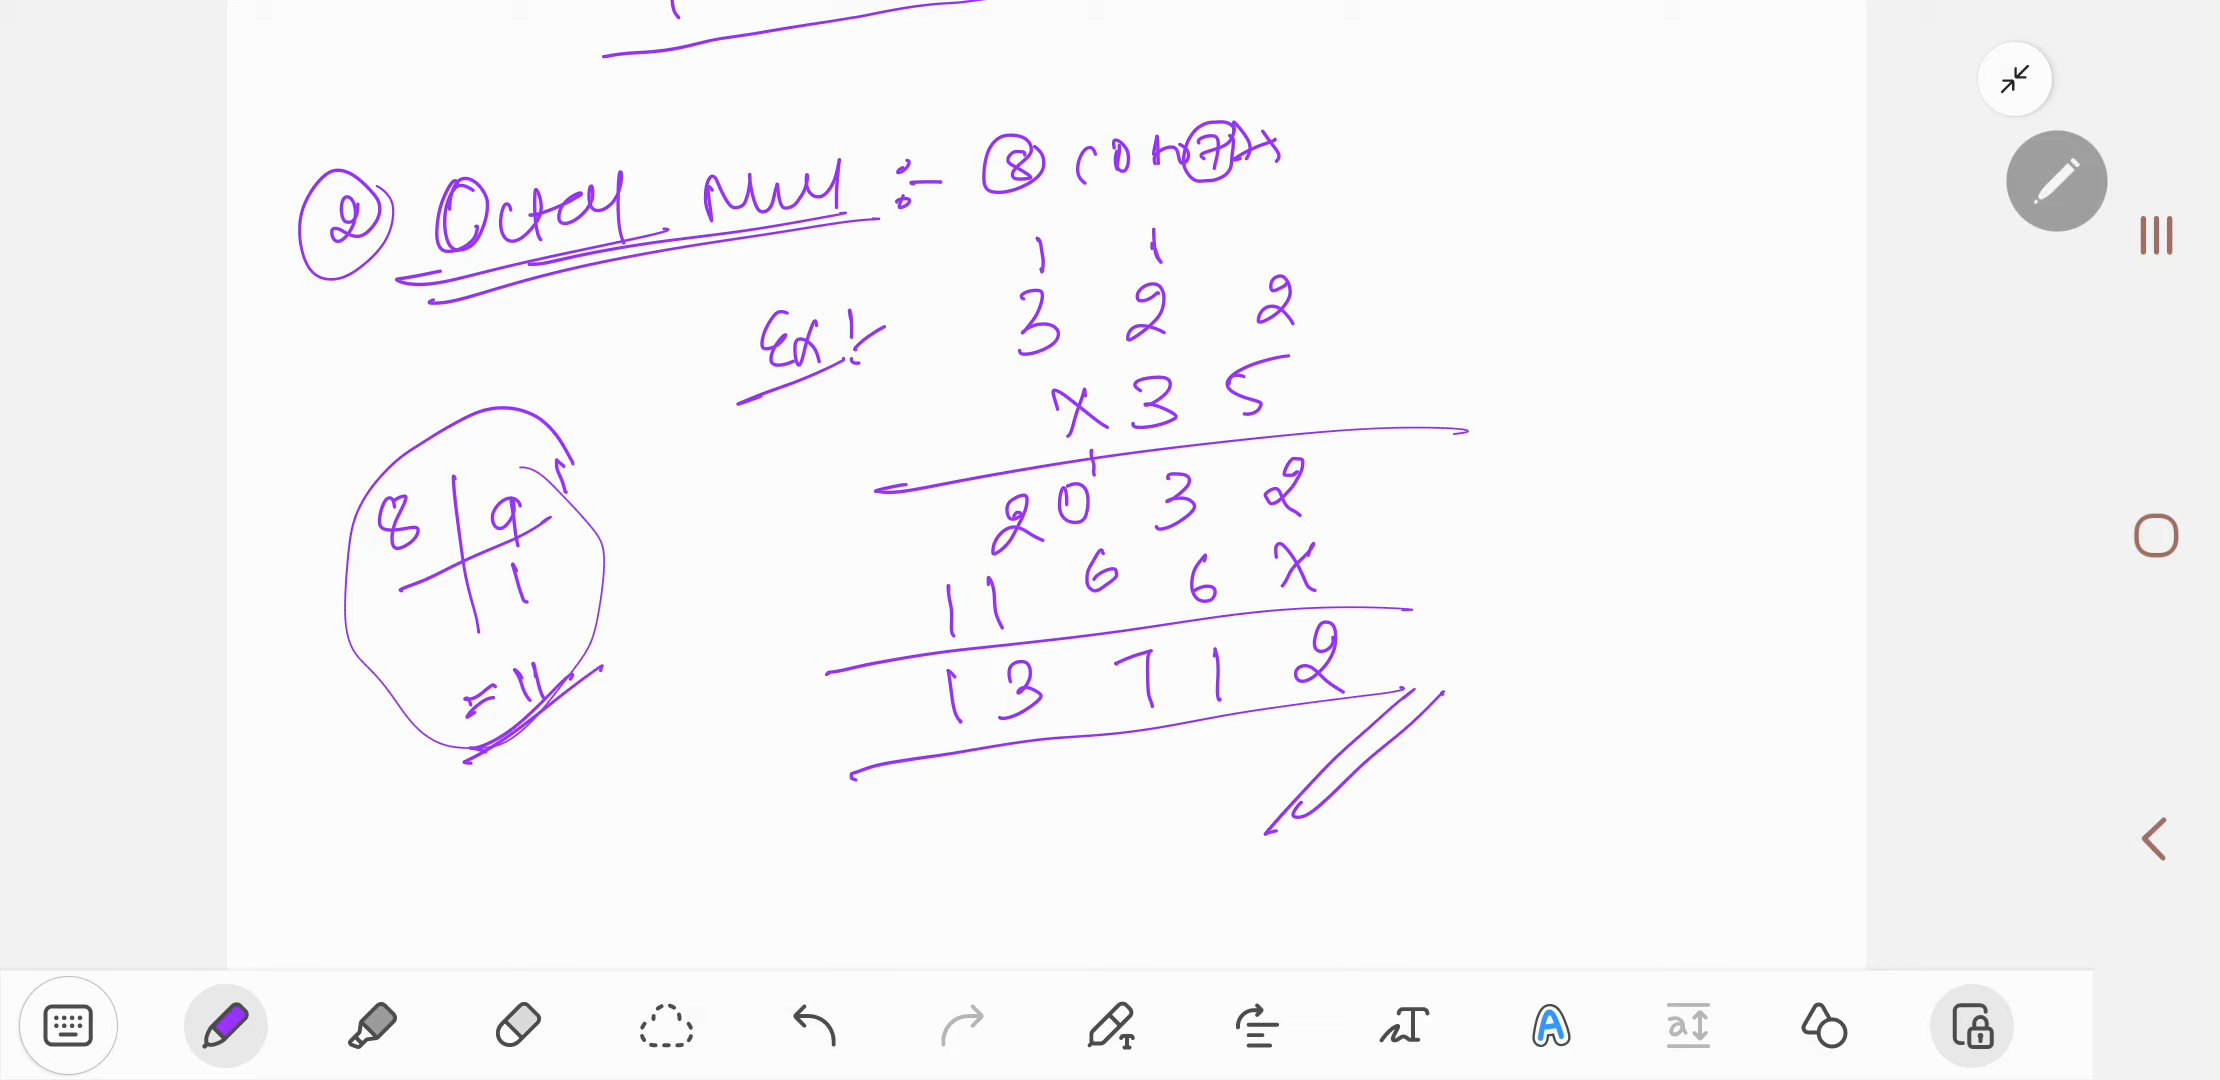 ② Octal Mul :- ⑧ (0 to 7)
1 1
Ex:- 3 2 2
x 3 5
1
2 0 3 2
1 1 6 6 x
1 3 7 1 2
8 9
1
= 11